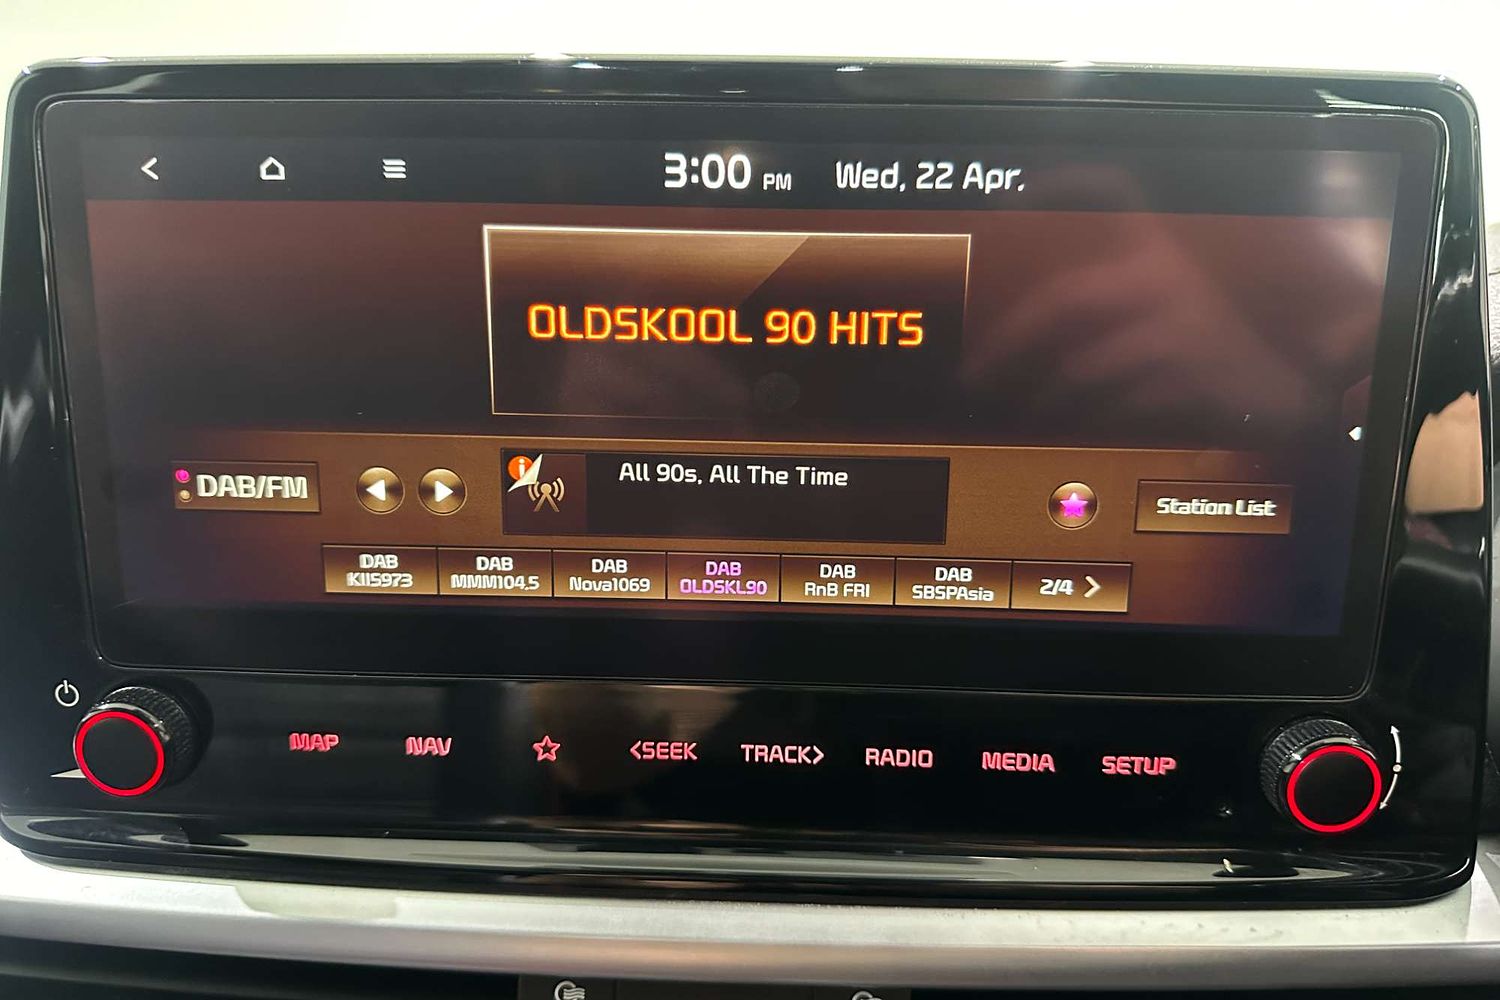 3:00 PM Wed, 22 Apr.
OLDSKOOL 90 HITS
DAB/FM
i
All 90s, All The Time
Station List
DAB
KIIS973
DAB
MMM104.5
DAB
Nova1069
DAB
OLDSKL90
DAB
RnB FRI
DAB
SBSPAsia
2/4 >
MAP NAV <SEEK TRACK> RADIO MEDIA SETUP